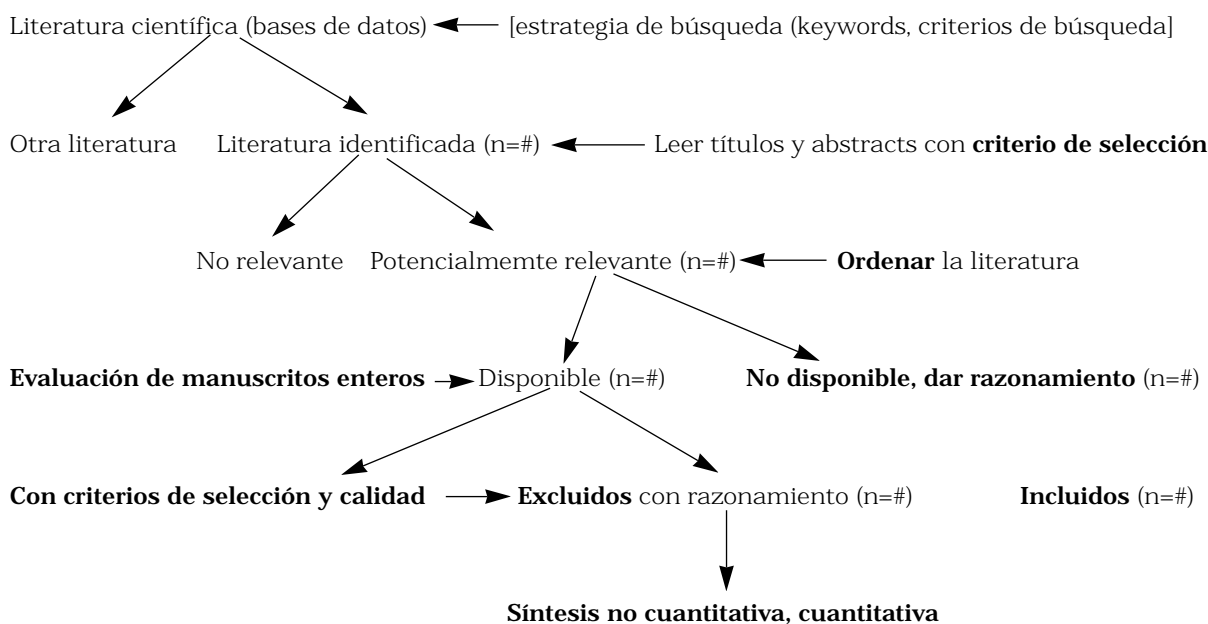 Literatura científica (bases de datos) [estrategia de búsqueda (keywords, criterios de búsqueda]
Otra literatura Literatura identificada (n=#) Leer títulos y abstracts con criterio de selección
No relevante Potencialmemte relevante (n=#) Ordenar la literatura
Evaluación de manuscritos enteros Disponible (n=#) No disponible, dar razonamiento (n=#)
Con criterios de selección y calidad Excluidos con razonamiento (n=#) Incluidos (n=#)
Síntesis no cuantitativa, cuantitativa